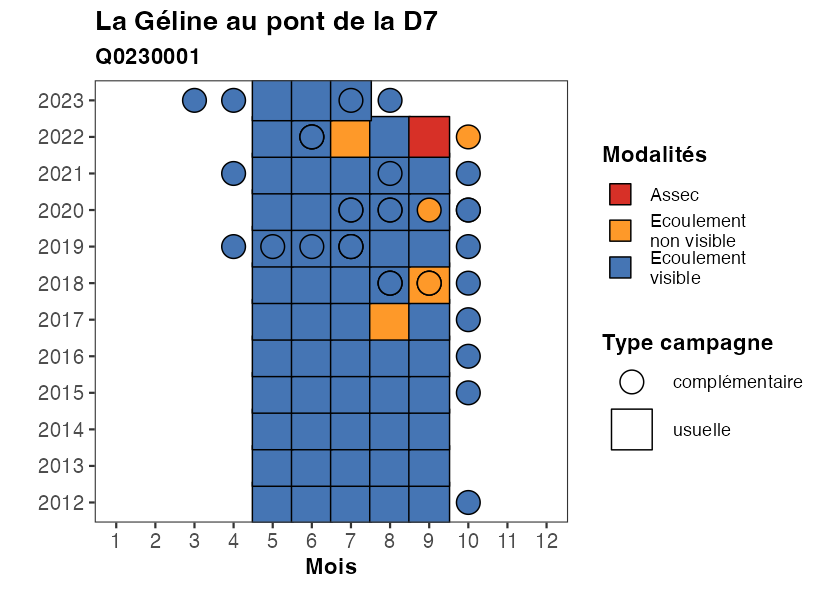 La Géline au pont de la D7
Q0230001
2023
2022
2021
2020
2019
2018
2017
2016
2015
2014
2013
2012
1 2 3 4 5 6 7 8 9 10 11 12
Mois
Modalités
Assec
Ecoulement
non visible
Ecoulement
visible
Type campagne
complémentaire
usuelle